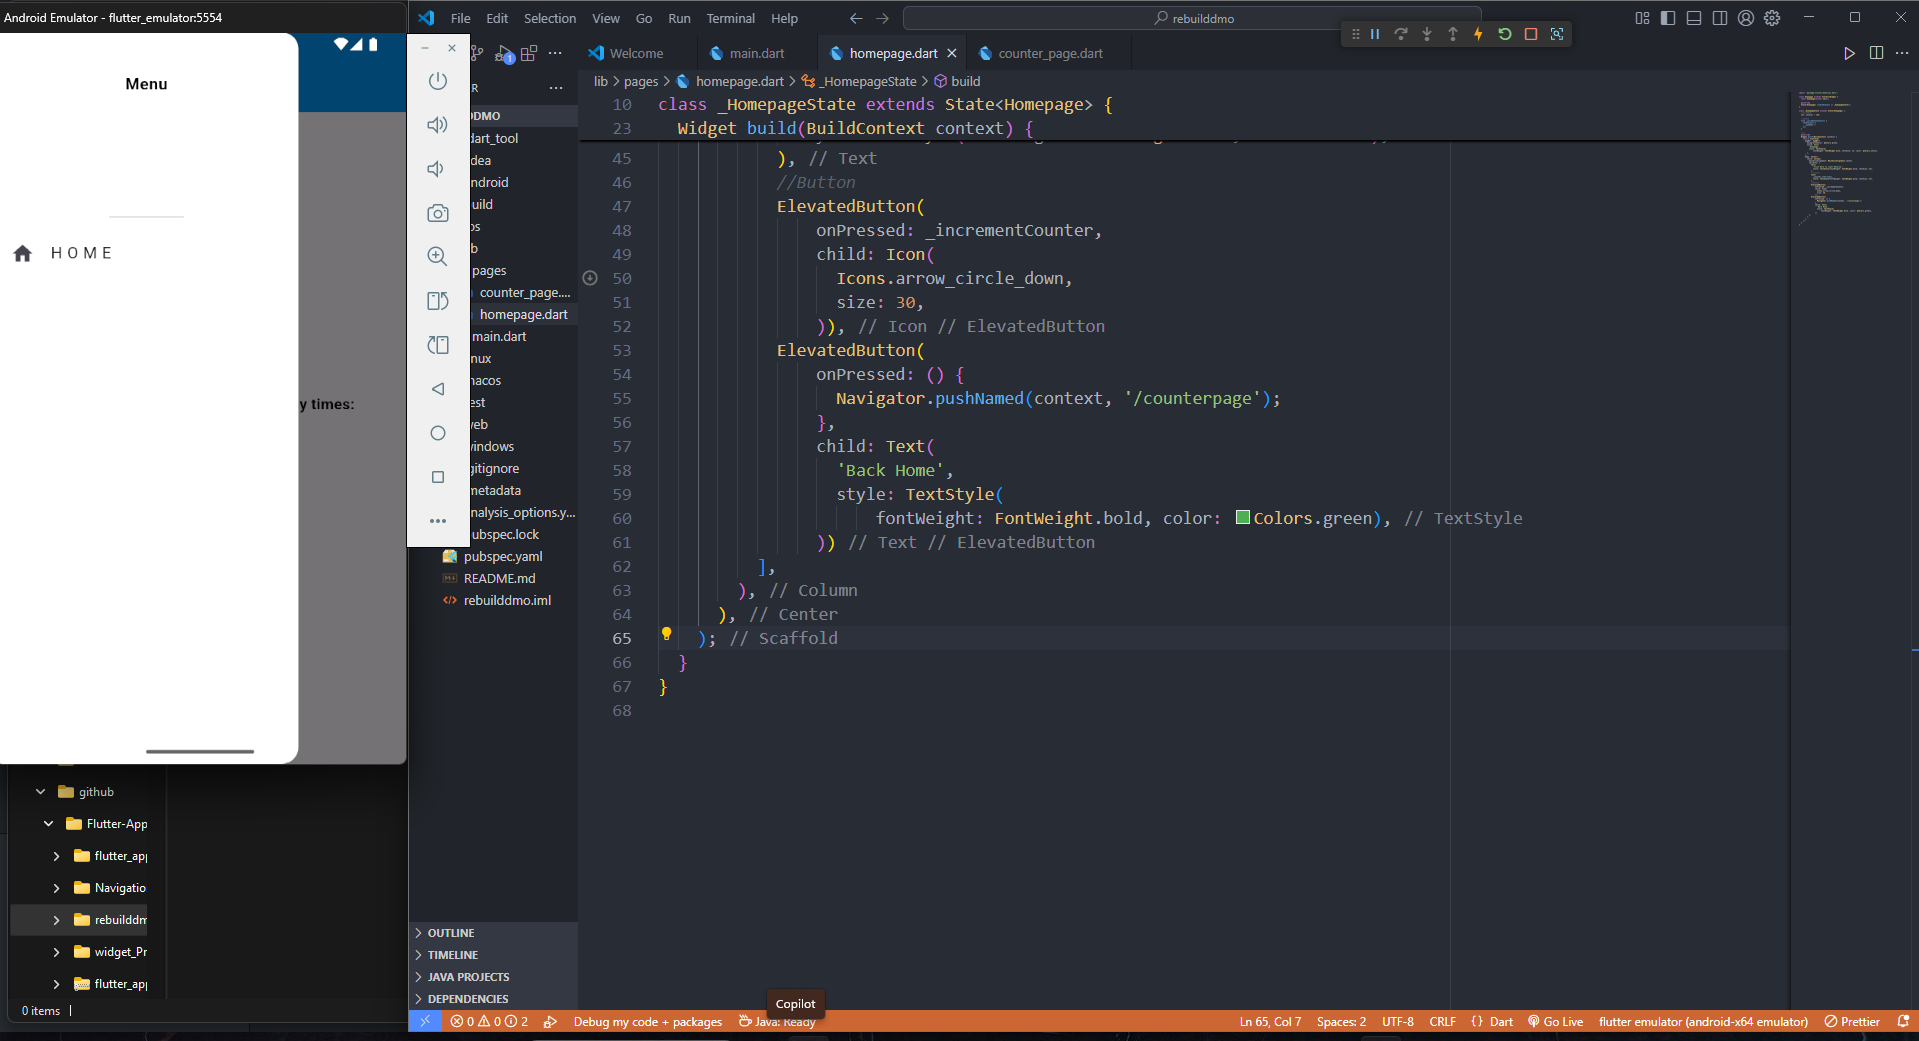 Android Emulator - flutter_emulator:5554
Menu
H O M E
y times:
github
Flutter-App
flutter_app
Navigatio
rebuilddm
widget_Pr
flutter_app
0 items
File Edit Selection View Go Run Terminal Help
rebuilddmo
1
Welcome main.dart homepage.dart counter_page.dart
lib > pages > homepage.dart > _HomepageState > build
DDMO
dart_tool
dea
ndroid
uild
os
b
pages
counter_page....
homepage.dart
main.dart
nux
nacos
est
veb
vindows
gitignore
metadata
nalysis_options.y...
pubspec.lock
pubspec.yaml
README.md
rebuilddmo.iml
OUTLINE
TIMELINE
JAVA PROJECTS
DEPENDENCIES
10 class _HomepageState extends State<Homepage> {
23 Widget build(BuildContext context) {
45 ), // Text
46 //Button
47 ElevatedButton(
48 onPressed: _incrementCounter,
49 child: Icon(
50 Icons.arrow_circle_down,
51 size: 30,
52 )), // Icon // ElevatedButton
53 ElevatedButton(
54 onPressed: () {
55 Navigator.pushNamed(context, '/counterpage');
56 },
57 child: Text(
58 'Back Home',
59 style: TextStyle(
60 fontWeight: FontWeight.bold, color: Colors.green), // TextStyle
61 )) // Text // ElevatedButton
62 ],
63 ), // Column
64 ), // Center
65 ); // Scaffold
66 }
67 }
68
Copilot
0 0 2 Debug my code + packages Java: Ready Ln 65, Col 7 Spaces: 2 UTF-8 CRLF {} Dart Go Live flutter emulator (android-x64 emulator) Prettier